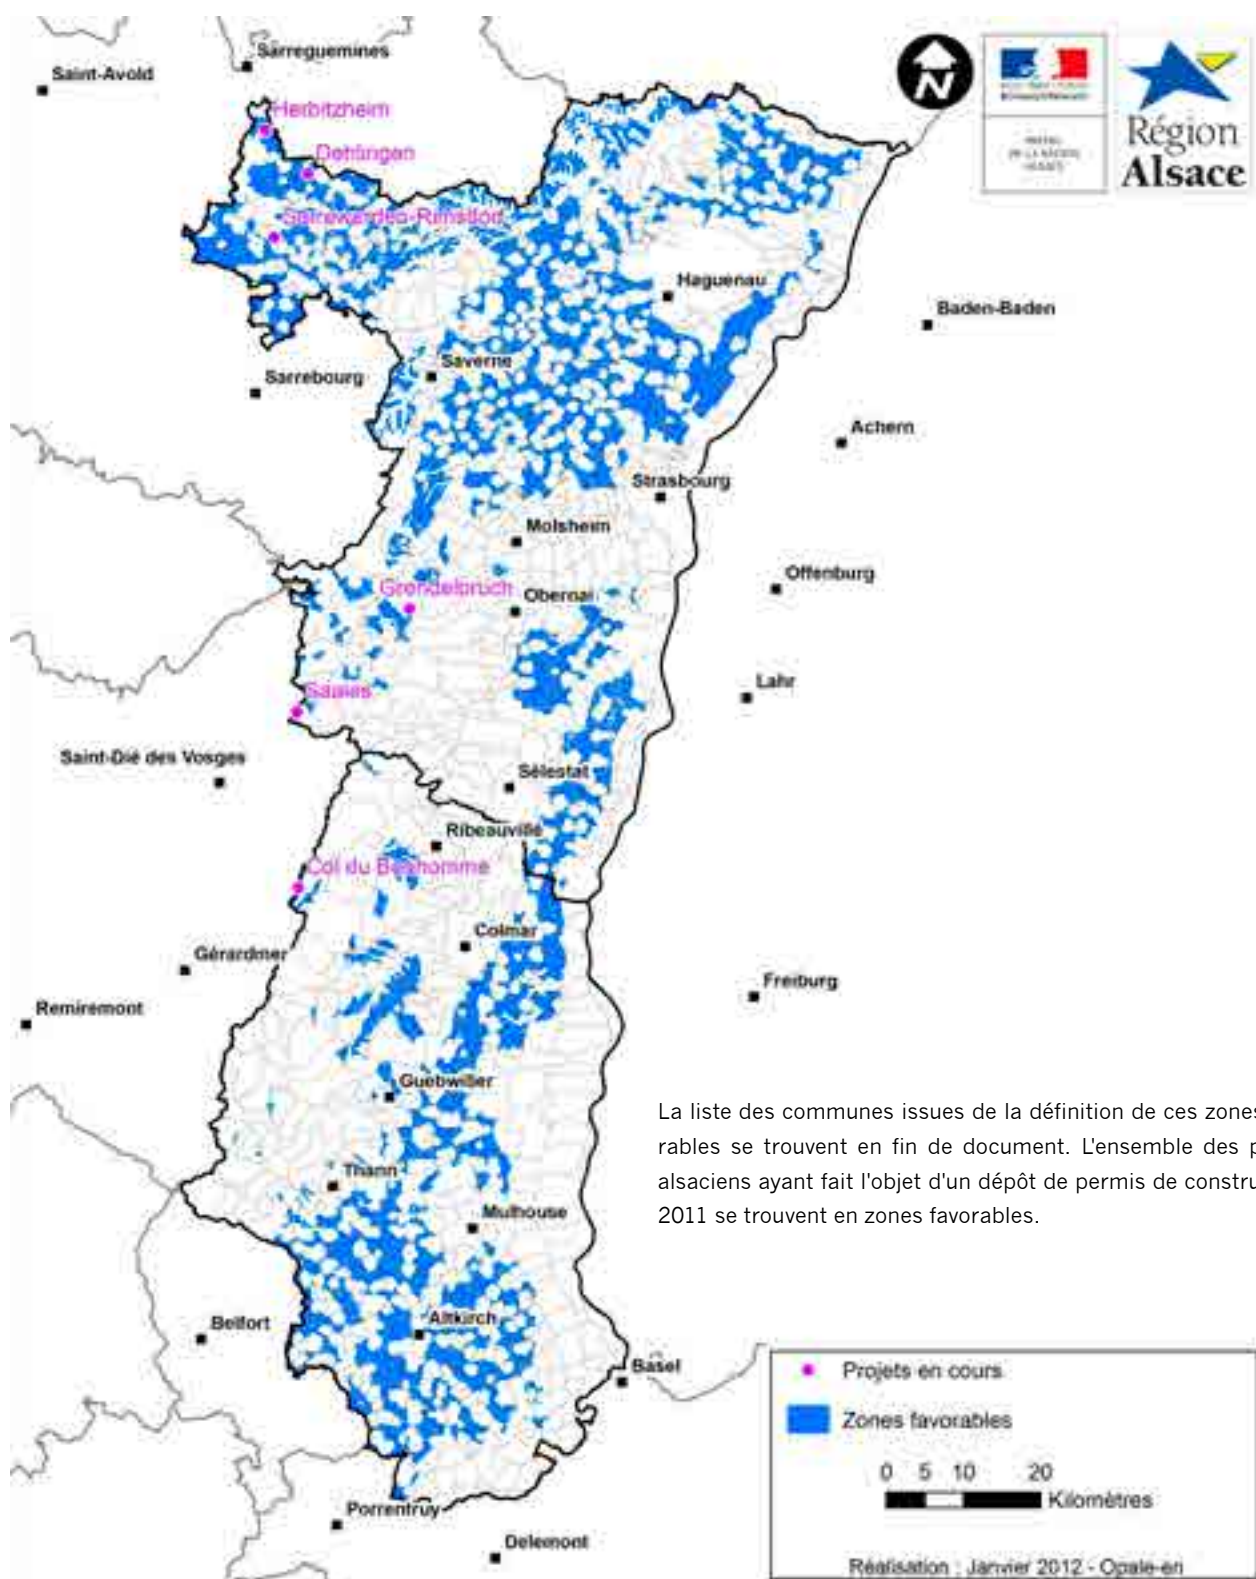 Sarreguemines
Saint-Avold
Herbitzheim
Dehlingen
N
Région
Alsace
Haguenau
Baden-Baden
Saverne
Sarrebourg
Achern
Strasbourg
Molsheim
Offenburg
Grendelbruch
Obernai
Lahr
Saales
Saint-Dié des Vosges
Sélestat
Ribeauvillé
Col du Bonhomme
Colmar
Gérardmer
Freiburg
Remiremont
Guebwiller
La liste des communes issues de la définition de ces zones
rables se trouvent en fin de document. L'ensemble des p
alsaciens ayant fait l'objet d'un dépôt de permis de constru
2011 se trouvent en zones favorables.
Thann
Mulhouse
Belfort
Altkirch
Basel
Projets en cours
Zones favorables
0 5 10 20
Kilomètres
Porrentruy
Delemont
Réalisation : Janvier 2012 - Opale-en